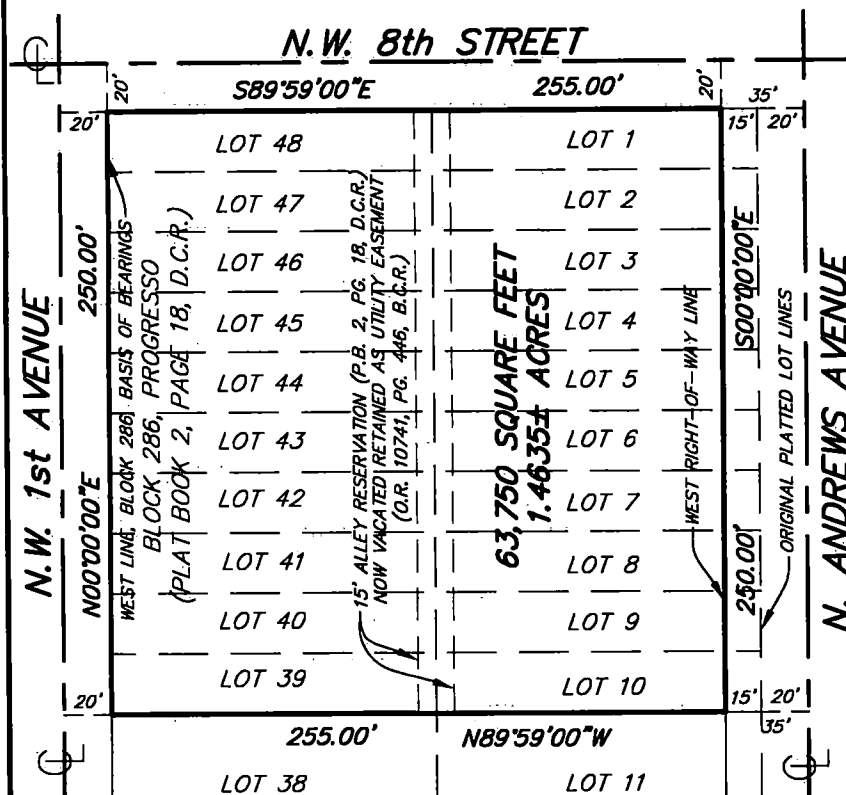 N.W. 8th STREET
℄
20'
S89°59'00"E
255.00'
20'
35'
20'
15'
20'
LOT 48
LOT 1
LOT 47
LOT 2
LOT 46
LOT 3
LOT 45
LOT 4
LOT 44
LOT 5
LOT 43
LOT 6
LOT 42
LOT 7
LOT 41
LOT 8
LOT 40
LOT 9
LOT 39
LOT 10
N.W. 1st AVENUE
250.00'
N00°00'00"E
WEST LINE, BLOCK 286, BASIS OF BEARINGS
BLOCK 286, PROGRESSO
(PLAT BOOK 2, PAGE 18, D.C.R.)
15' ALLEY RESERVATION (P.B. 2, PG. 18, D.C.R.)
NOW VACATED RETAINED AS UTILITY EASEMENT
(O.R. 10741, PG. 446, B.C.R.)
63,750 SQUARE FEET
1.4635± ACRES
WEST RIGHT-OF-WAY LINE
S00°00'00"E
250.00'
ORIGINAL PLATTED LOT LINES
N. ANDREWS AVENUE
20'
15'
20'
35'
255.00'
N89°59'00"W
℄
℄
LOT 38
LOT 11